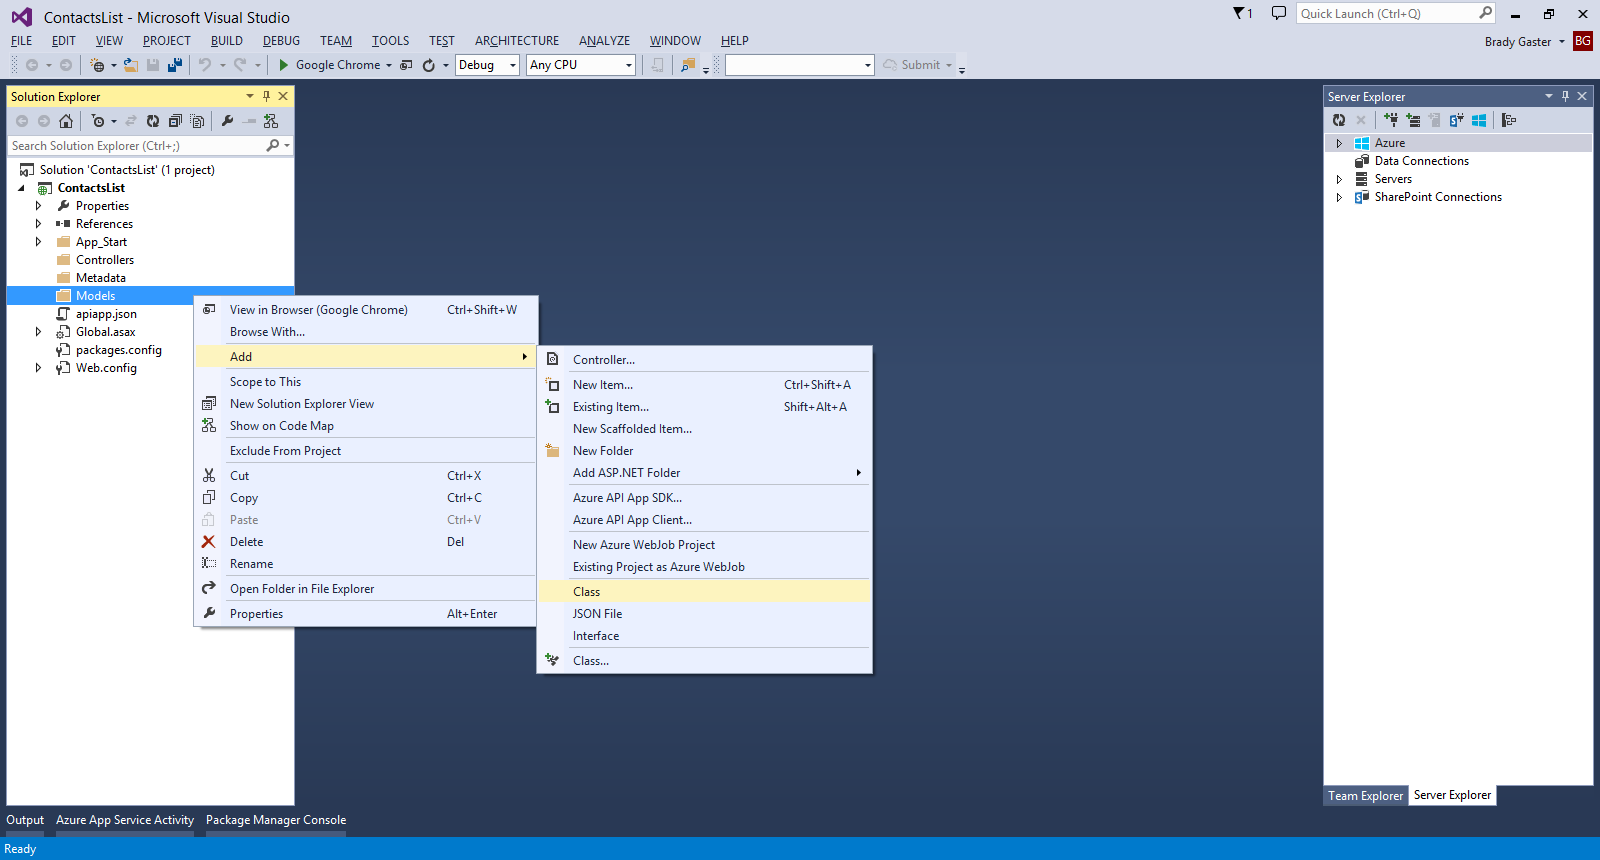 ContactsList - Microsoft Visual Studio
1
Quick Launch (Ctrl+Q)
FILE EDIT VIEW PROJECT BUILD DEBUG TEAM TOOLS TEST ARCHITECTURE ANALYZE WINDOW HELP
Brady Gaster BG
Google Chrome Debug Any CPU Submit
Solution Explorer
Search Solution Explorer (Ctrl+;)
Solution 'ContactsList' (1 project)
ContactsList
Properties
References
App_Start
Controllers
Metadata
Models
apiapp.json
Global.asax
packages.config
Web.config
View in Browser (Google Chrome) Ctrl+Shift+W
Browse With...
Add
Scope to This
New Solution Explorer View
Show on Code Map
Exclude From Project
Cut Ctrl+X
Copy Ctrl+C
Paste Ctrl+V
Delete Del
Rename
Open Folder in File Explorer
Properties Alt+Enter
Controller...
New Item... Ctrl+Shift+A
Existing Item... Shift+Alt+A
New Scaffolded Item...
New Folder
Add ASP.NET Folder
Azure API App SDK...
Azure API App Client...
New Azure WebJob Project
Existing Project as Azure WebJob
Class
JSON File
Interface
Class...
Server Explorer
Azure
Data Connections
Servers
SharePoint Connections
Team Explorer Server Explorer
Output Azure App Service Activity Package Manager Console
Ready